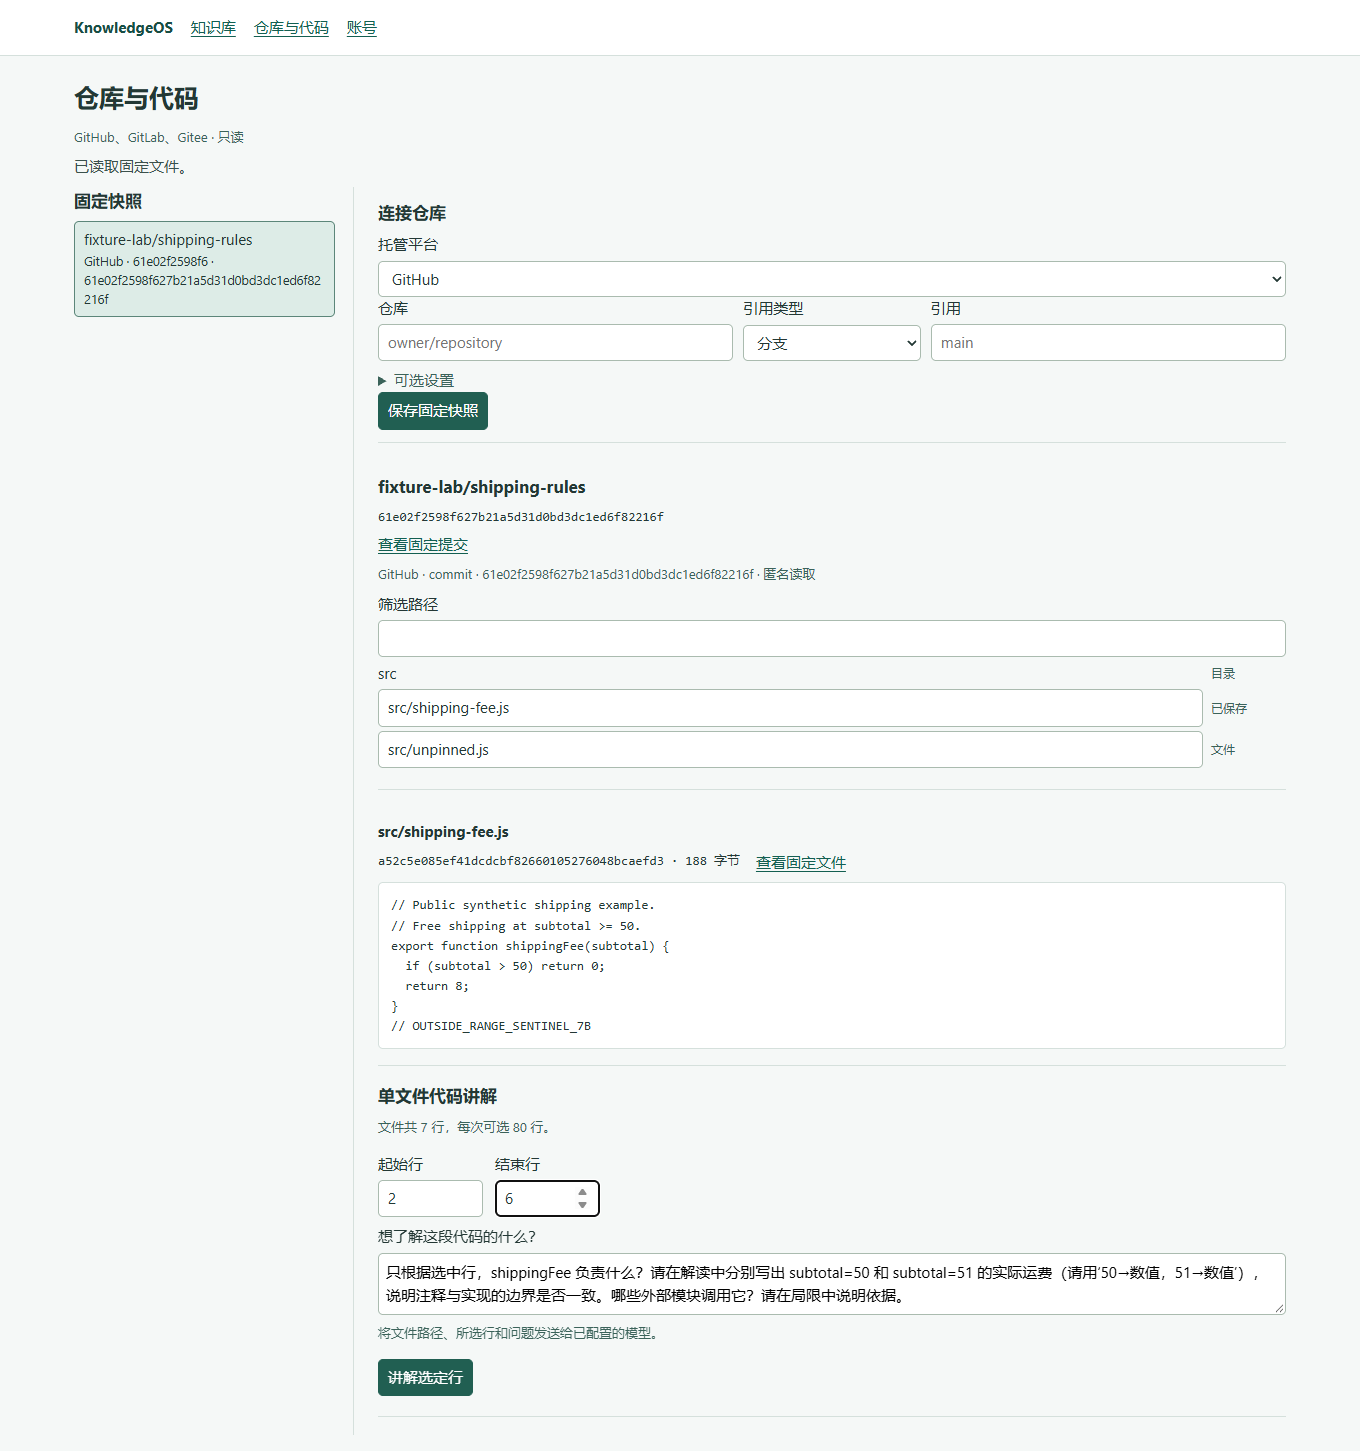 KnowledgeOS 知识库 仓库与代码 账号
仓库与代码
GitHub、GitLab、Gitee · 只读
已读取固定文件。
固定快照
fixture-lab/shipping-rules
GitHub · 61e02f2598f6 ·
61e02f2598f627b21a5d31d0bd3dc1ed6f82
216f
连接仓库
托管平台
GitHub
仓库 引用类型 引用
owner/repository 分支 main
可选设置
保存固定快照
fixture-lab/shipping-rules
61e02f2598f627b21a5d31d0bd3dc1ed6f82216f
查看固定提交
GitHub · commit · 61e02f2598f627b21a5d31d0bd3dc1ed6f82216f · 匿名读取
筛选路径
src 目录
src/shipping-fee.js 已保存
src/unpinned.js 文件
src/shipping-fee.js
a52c5e085ef41dcdcbf82660105276048bcaefd3 · 188 字节 查看固定文件
// Public synthetic shipping example.
// Free shipping at subtotal >= 50.
export function shippingFee(subtotal) {
  if (subtotal > 50) return 0;
  return 8;
}
// OUTSIDE_RANGE_SENTINEL_7B
单文件代码讲解
文件共 7 行，每次可选 80 行。
起始行 结束行
2 6
想了解这段代码的什么？
只根据选中行，shippingFee 负责什么？请在解读中分别写出 subtotal=50 和 subtotal=51 的实际运费（请用‘50→数值，51→数值’），
说明注释与实现的边界是否一致。哪些外部模块调用它？请在局限中说明依据。
将文件路径、所选行和问题发送给已配置的模型。
讲解选定行